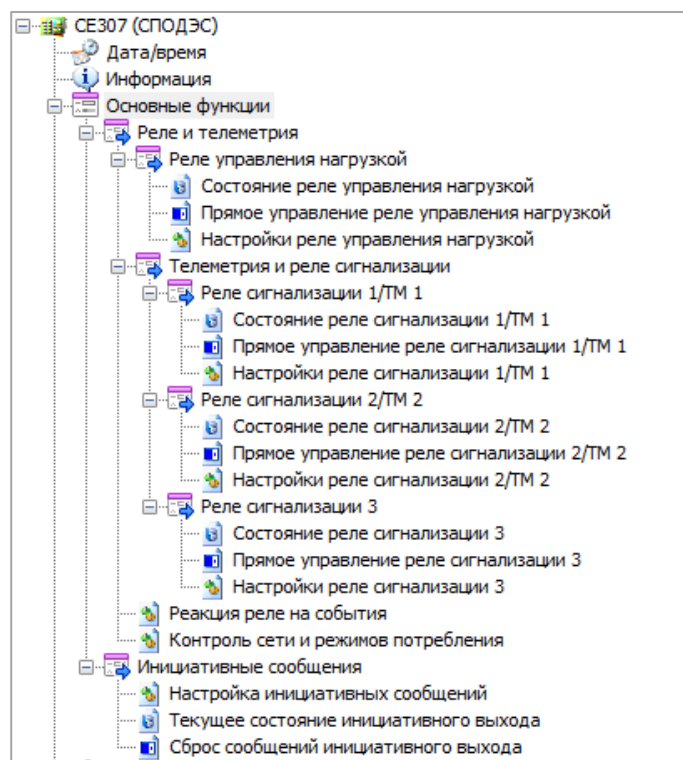 CE307 (СПОДЭС)
Дата/время
Информация
Основные функции
Реле и телеметрия
Реле управления нагрузкой
Состояние реле управления нагрузкой
Прямое управление реле управления нагрузкой
Настройки реле управления нагрузкой
Телеметрия и реле сигнализации
Реле сигнализации 1/ТМ 1
Состояние реле сигнализации 1/ТМ 1
Прямое управление реле сигнализации 1/ТМ 1
Настройки реле сигнализации 1/ТМ 1
Реле сигнализации 2/ТМ 2
Состояние реле сигнализации 2/ТМ 2
Прямое управление реле сигнализации 2/ТМ 2
Настройки реле сигнализации 2/ТМ 2
Реле сигнализации 3
Состояние реле сигнализации 3
Прямое управление реле сигнализации 3
Настройки реле сигнализации 3
Реакция реле на события
Контроль сети и режимов потребления
Инициативные сообщения
Настройка инициативных сообщений
Текущее состояние инициативного выхода
Сброс сообщений инициативного выхода